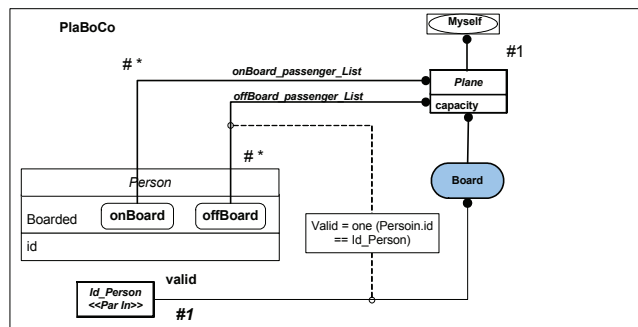 PlaBoCo
Myself
#1
# *
onBoard_passenger_List
Plane
offBoard_passenger_List
capacity
# *
Person
Board
Boarded
onBoard
offBoard
Valid = one (Persoin.id
== Id_Person)
id
valid
Id_Person
<<Par In>>
#1